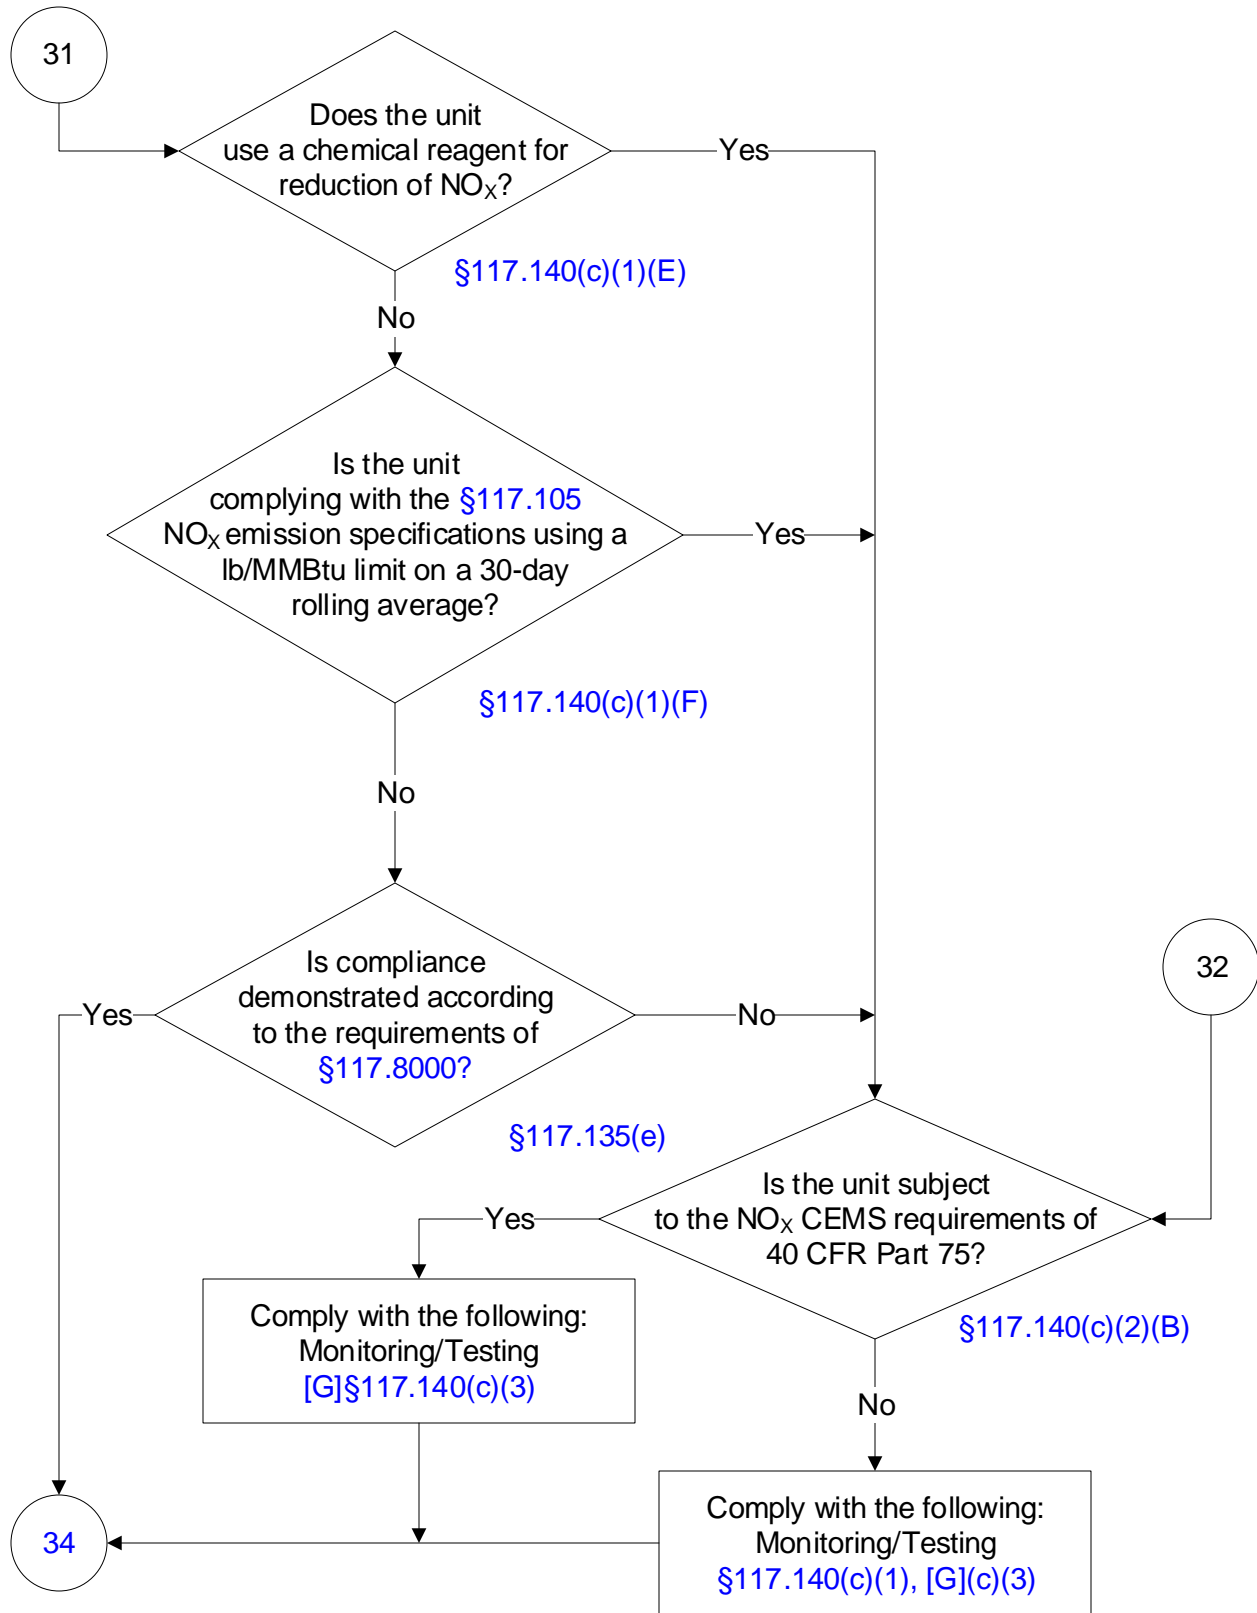 31
Does the unit
use a chemical reagent for
reduction of NOX?
Yes
§117.140(c)(1)(E)
No
Is the unit
complying with the §117.105
NOX emission specifications using a
lb/MMBtu limit on a 30-day
rolling average?
Yes
§117.140(c)(1)(F)
No
Is compliance
demonstrated according
to the requirements of
§117.8000?
Yes
No
32
§117.135(e)
Is the unit subject
to the NOX CEMS requirements of
40 CFR Part 75?
Yes
§117.140(c)(2)(B)
Comply with the following:
Monitoring/Testing
[G]§117.140(c)(3)
No
Comply with the following:
Monitoring/Testing
§117.140(c)(1), [G](c)(3)
34